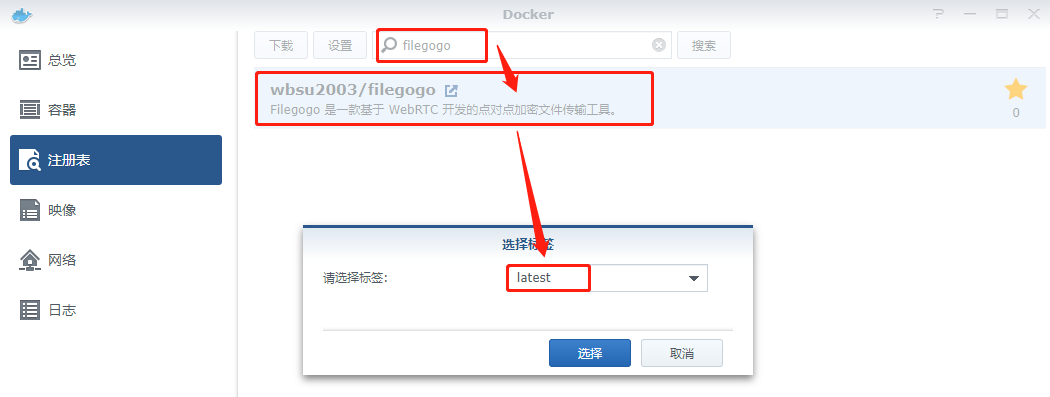 Docker
总览
容器
注册表
映像
网络
日志
下载
设置
filegogo
搜索
wbsu2003/filegogo
Filegogo 是一款基于 WebRTC 开发的点对点加密文件传输工具。
0
选择标签
请选择标签:
latest
选择
取消